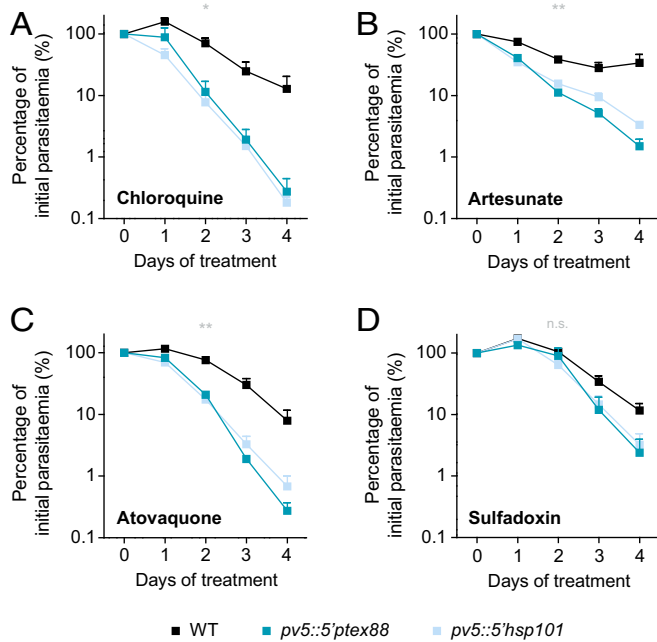 A
*
Percentage of
initial parasitaemia (%)
100
10
1
0.1
Chloroquine
0 1 2 3 4
Days of treatment
B
**
Percentage of
initial parasitaemia (%)
100
10
1
0.1
Artesunate
0 1 2 3 4
Days of treatment
C
**
Percentage of
initial parasitaemia (%)
100
10
1
0.1
Atovaquone
0 1 2 3 4
Days of treatment
D
n.s.
Percentage of
initial parasitaemia (%)
100
10
1
0.1
Sulfadoxin
0 1 2 3 4
Days of treatment
WT pv5::5'ptex88 pv5::5'hsp101